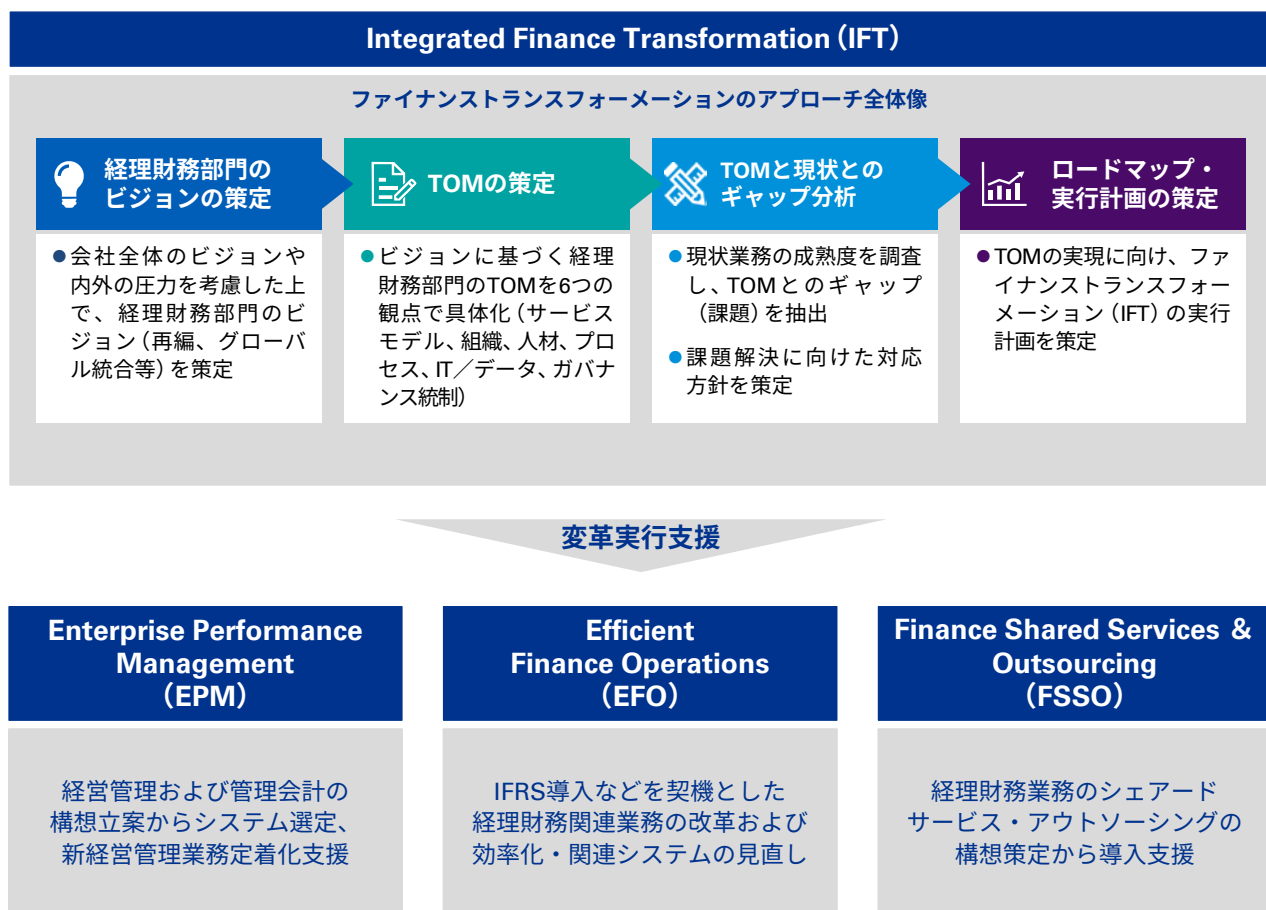 Integrated Finance Transformation（IFT）
ファイナンストランスフォーメーションのアプローチ全体像
経理財務部門の
ビジョンの策定
●会社全体のビジョンや
内外の圧力を考慮した上
で、経理財務部門のビ
ジョン（再編、グローバ
ル統合等）を策定
TOMの策定
●ビジョンに基づく経理
財務部門のTOMを6つの
観点で具体化（サービス
モデル、組織、人材、プロ
セス、IT／データ、ガバナ
ンス統制）
TOMと現状との
ギャップ分析
●現状業務の成熟度を調査
し、TOMとのギャップ
（課題）を抽出
●課題解決に向けた対応
方針を策定
ロードマップ・
実行計画の策定
●TOMの実現に向け、ファ
イナンストランスフォー
メーション（IFT）の実行
計画を策定
変革実行支援
Enterprise Performance
Management
（EPM）
経営管理および管理会計の
構想立案からシステム選定、
新経営管理業務定着化支援
Efficient
Finance Operations
（EFO）
IFRS導入などを契機とした
経理財務関連業務の改革および
効率化・関連システムの見直し
Finance Shared Services ＆
Outsourcing
（FSSO）
経理財務業務のシェアード
サービス・アウトソーシングの
構想策定から導入支援